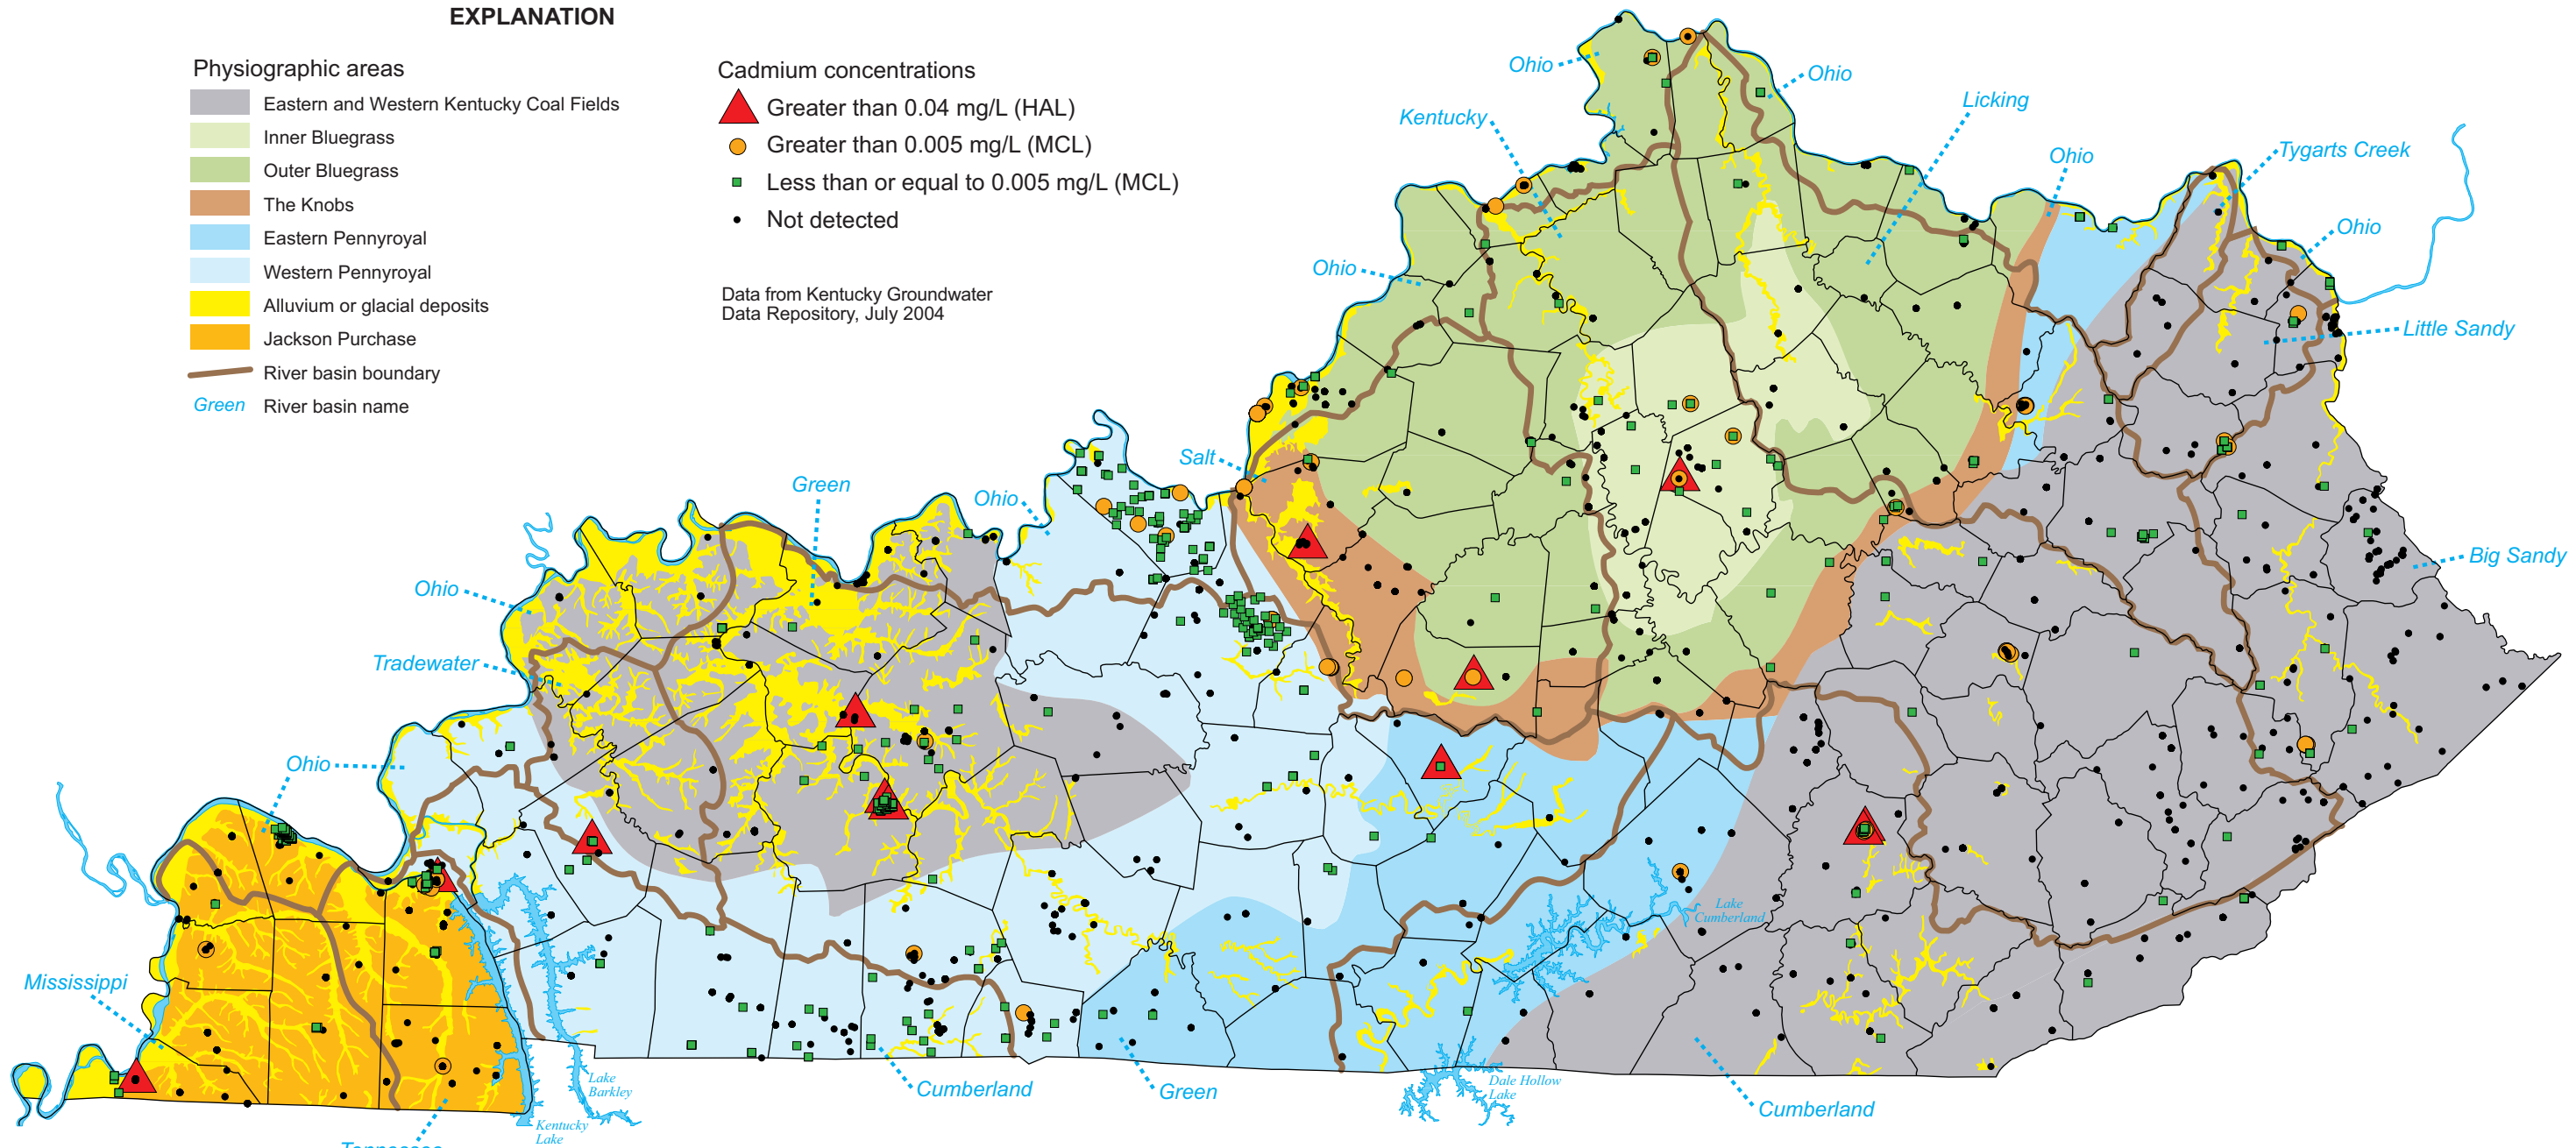 EXPLANATION
Physiographic areas
Eastern and Western Kentucky Coal Fields
Inner Bluegrass
Outer Bluegrass
The Knobs
Eastern Pennyroyal
Western Pennyroyal
Alluvium or glacial deposits
Jackson Purchase
River basin boundary
Green River basin name
Cadmium concentrations
Greater than 0.04 mg/L (HAL)
Greater than 0.005 mg/L (MCL)
Less than or equal to 0.005 mg/L (MCL)
Not detected
Data from Kentucky Groundwater
Data Repository, July 2004
Ohio
Ohio
Kentucky
Licking
Ohio
Tygarts Creek
Ohio
Ohio
Little Sandy
Salt
Green
Ohio
Big Sandy
Ohio
Tradewater
Ohio
Lake
Cumberland
Mississippi
Lake
Barkley
Kentucky
Lake
Cumberland
Green
Dale Hollow
Lake
Cumberland
Tennessee